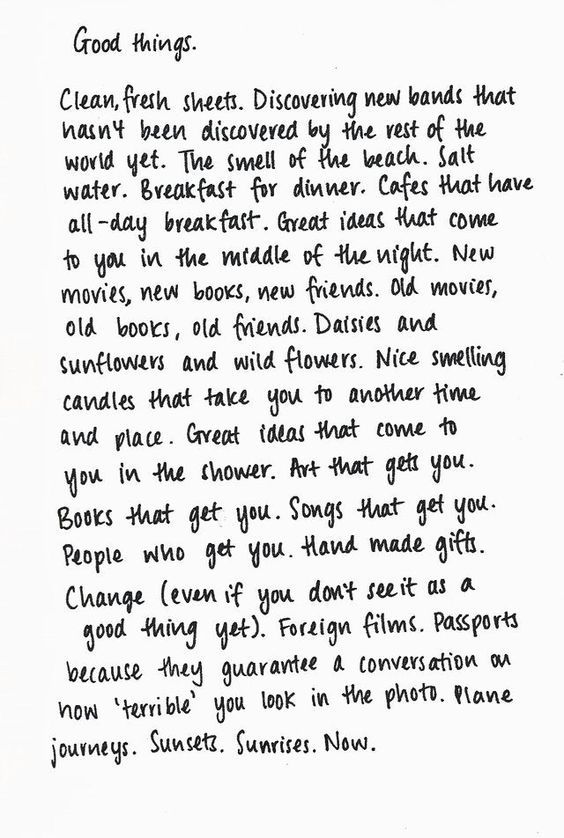 Good things.
Clean, fresh sheets. Discovering new bands that
hasn't been discovered by the rest of the
world yet. The smell of the beach. Salt
water. Breakfast for dinner. Cafes that have
all-day breakfast. Great ideas that come
to you in the middle of the night. New
movies, new books, new friends. Old movies,
old books, old friends. Daisies and
sunflowers and wild flowers. Nice smelling
candles that take you to another time
and place. Great ideas that come to
you in the shower. Art that gets you.
Books that get you. Songs that get you.
People who get you. Hand made gifts.
Change (even if you don't see it as a
good thing yet). Foreign films. Passports
because they guarantee a conversation on
how 'terrible' you look in the photo. Plane
journeys. Sunsets. Sunrises. Now.